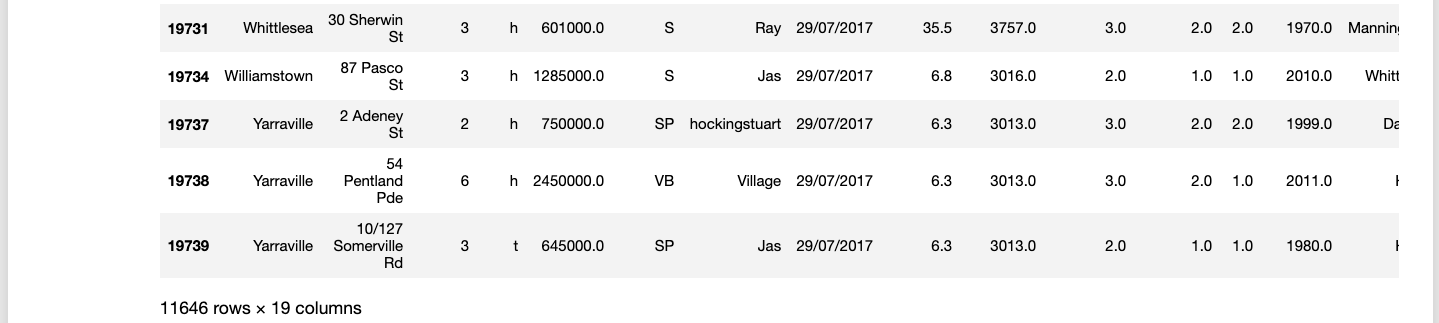 19731 Whittlesea 30 Sherwin St 3 h 601000.0 S Ray 29/07/2017 35.5 3757.0 3.0 2.0 2.0 1970.0 Manning
19734 Williamstown 87 Pasco St 3 h 1285000.0 S Jas 29/07/2017 6.8 3016.0 2.0 1.0 1.0 2010.0 Whitt
19737 Yarraville 2 Adeney St 2 h 750000.0 SP hockingstuart 29/07/2017 6.3 3013.0 3.0 2.0 2.0 1999.0 Da
19738 Yarraville 54 Pentland Pde 6 h 2450000.0 VB Village 29/07/2017 6.3 3013.0 3.0 2.0 1.0 2011.0
19739 Yarraville 10/127 Somerville Rd 3 t 645000.0 SP Jas 29/07/2017 6.3 3013.0 2.0 1.0 1.0 1980.0
11646 rows × 19 columns